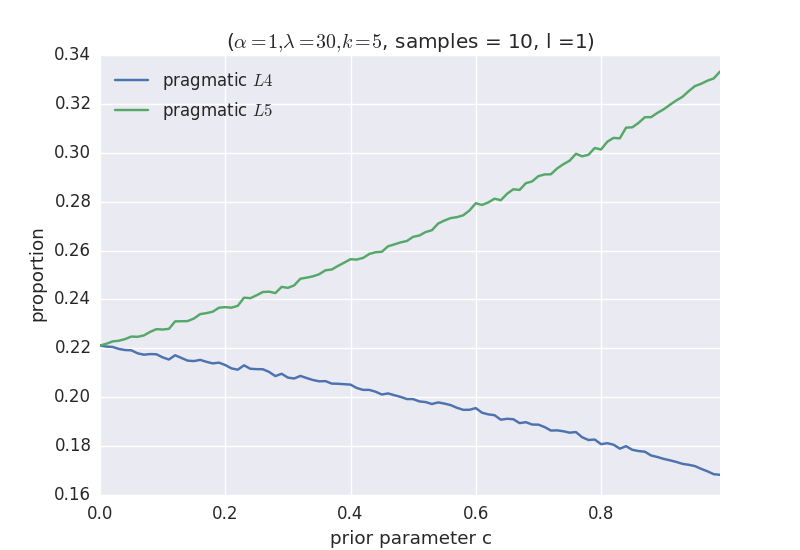 (α = 1,λ = 30,k = 5, samples = 10, l =1)
pragmatic L4
pragmatic L5
proportion
0.34
0.32
0.30
0.28
0.26
0.24
0.22
0.20
0.18
0.16
0.0 0.2 0.4 0.6 0.8
prior parameter c